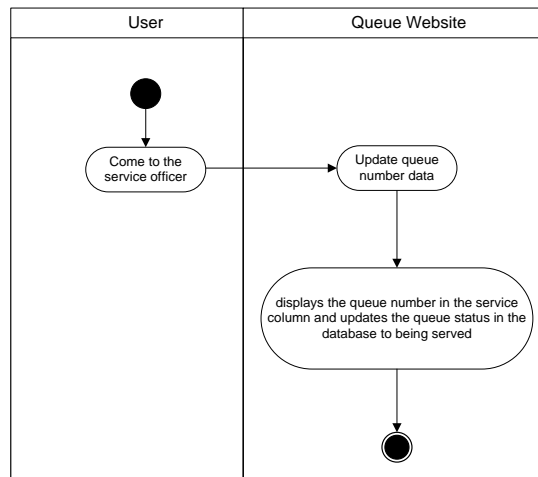 User
Queue Website
Come to the
service officer
Update queue
number data
displays the queue number in the service
column and updates the queue status in the
database to being served